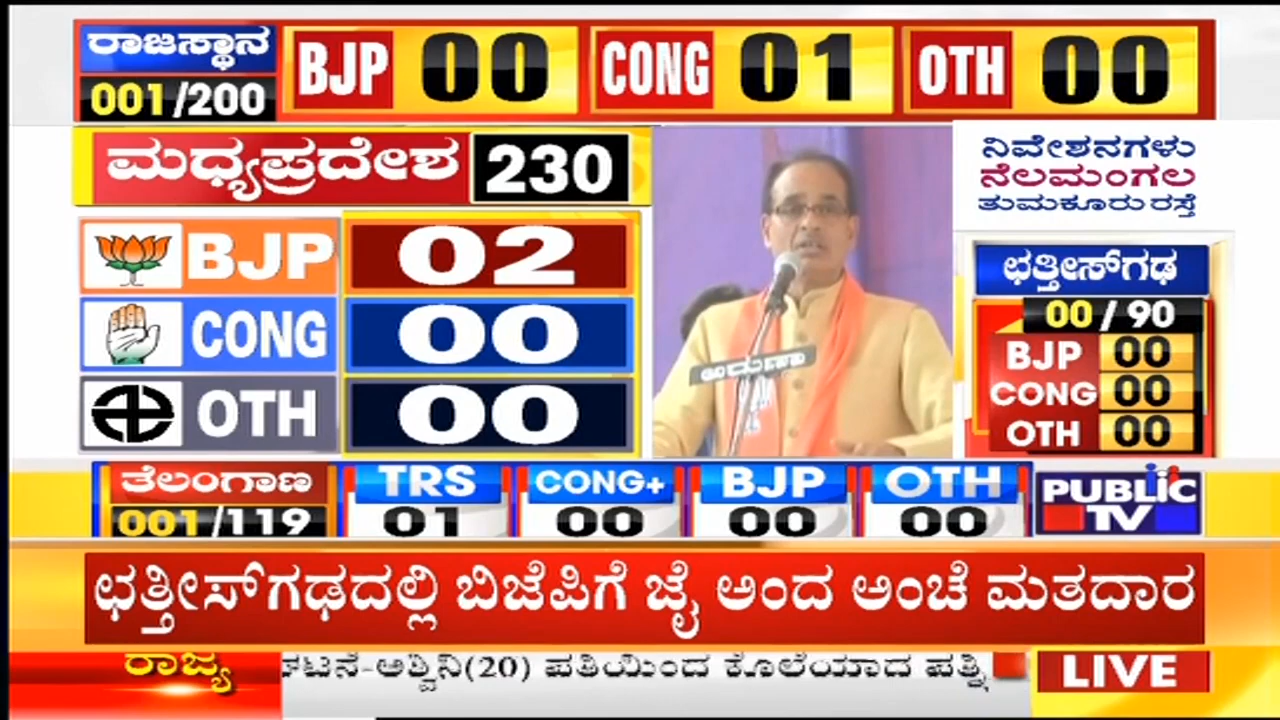 ರಾಜಸ್ಥಾನ
001/200
BJP 00
CONG 01
OTH 00
ಮಧ್ಯಪ್ರದೇಶ 230
BJP 02
CONG 00
OTH 00
ನಿವೇಶನಗಳು
ನೆಲಮಂಗಲ
ತುಮಕೂರು ರಸ್ತೆ
ಛತ್ತೀಸ್‌ಗಢ
00/90
BJP 00
CONG 00
OTH 00
ತೆಲಂಗಾಣ
001/119
TRS 01
CONG+ 00
BJP 00
OTH 00
PUBLIC
TV
ಛತ್ತೀಸ್‌ಗಢದಲ್ಲಿ ಬಿಜೆಪಿಗೆ ಜೈ ಅಂದ ಅಂಚೆ ಮತದಾರ
ರಾಜ್ಯ
ಘಟನೆ-ಅಶ್ವಿನಿ(20) ಪತಿಯಿಂದ ಕೊಲೆಯಾದ ಪತ್ನಿ
LIVE